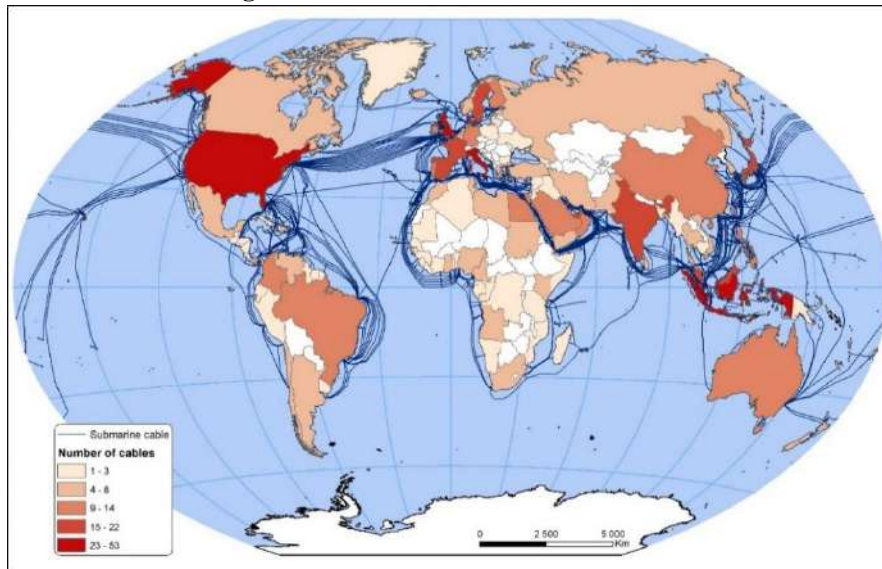 Submarine cable
Number of cables
1 - 3
4 - 8
9 - 14
15 - 22
23 - 53
0 2 500 5 000
Km